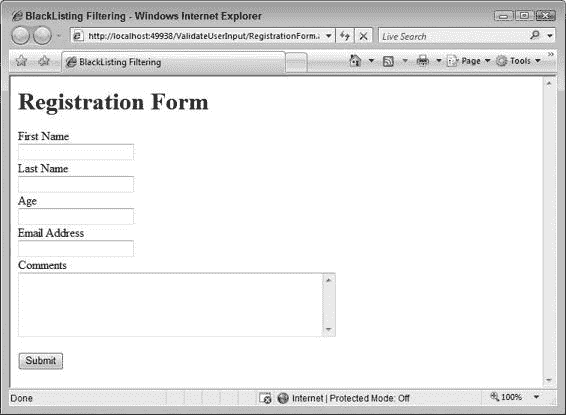 BlackListing Filtering - Windows Internet Explorer
http://localhost:49938/ValidateUserInput/RegistrationForm.a
Live Search
BlackListing Filtering
Page
Tools
Registration Form
First Name
Last Name
Age
Email Address
Comments
Submit
Done
Internet | Protected Mode: Off
100%